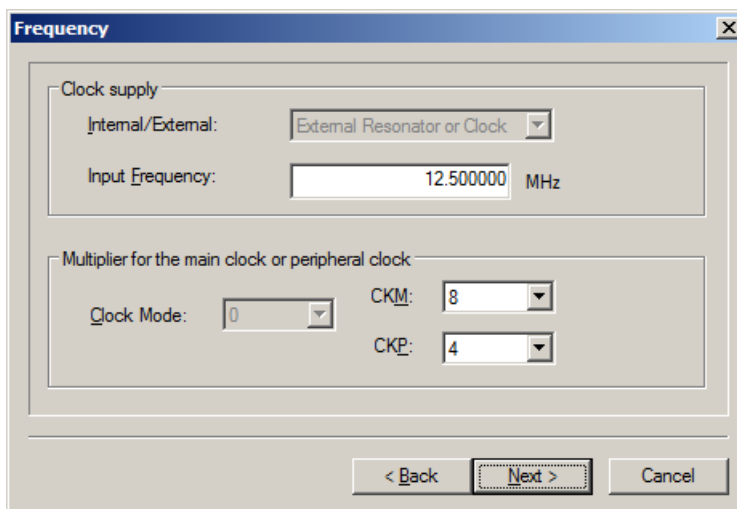 Frequency
Clock supply
Internal/External: External Resonator or Clock
Input Frequency: 12.500000 MHz
Multiplier for the main clock or peripheral clock
Clock Mode: 0 CKM: 8
CKP: 4
< Back Next > Cancel